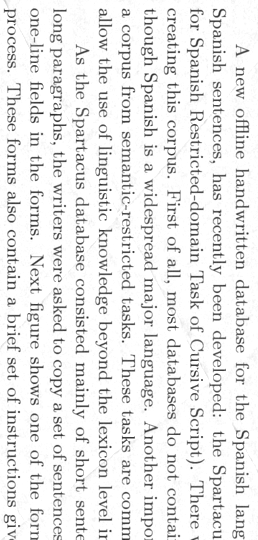 A new offline handwritten database for the Spanish lang
Spanish sentences, has recently been developed: the Spartacu
for Spanish Restricted-domain Task of Cursive Script). There
creating this corpus. First of all, most databases do not contai
though Spanish is a widespread major language. Another impor
a corpus from semantic-restricted tasks. These tasks are comm
allow the use of linguistic knowledge beyond the lexicon level in
As the Spartacus database consisted mainly of short sente
long paragraphs, the writers were asked to copy a set of sentences
one-line fields in the forms. Next figure shows one of the forn
process. These forms also contain a brief set of instructions give